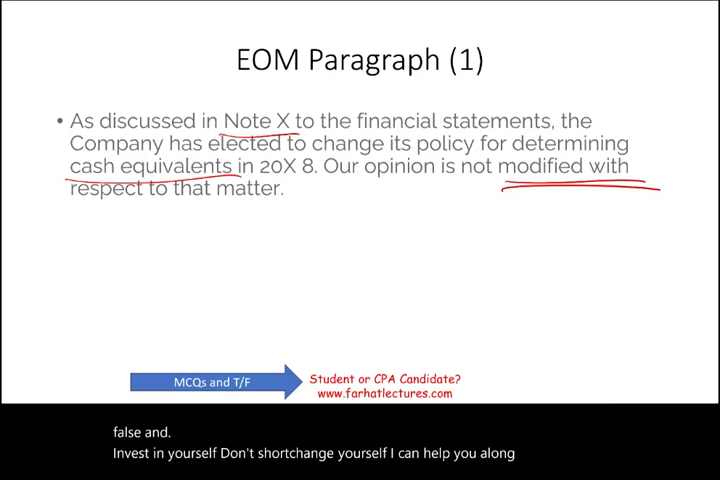 EOM Paragraph (1)
• As discussed in Note X to the financial statements, the
Company has elected to change its policy for determining
cash equivalents in 20X 8. Our opinion is not modified with
respect to that matter.
MCQs and T/F
Student or CPA Candidate?
www.farhatlectures.com
false and.
Invest in yourself Don't shortchange yourself I can help you along